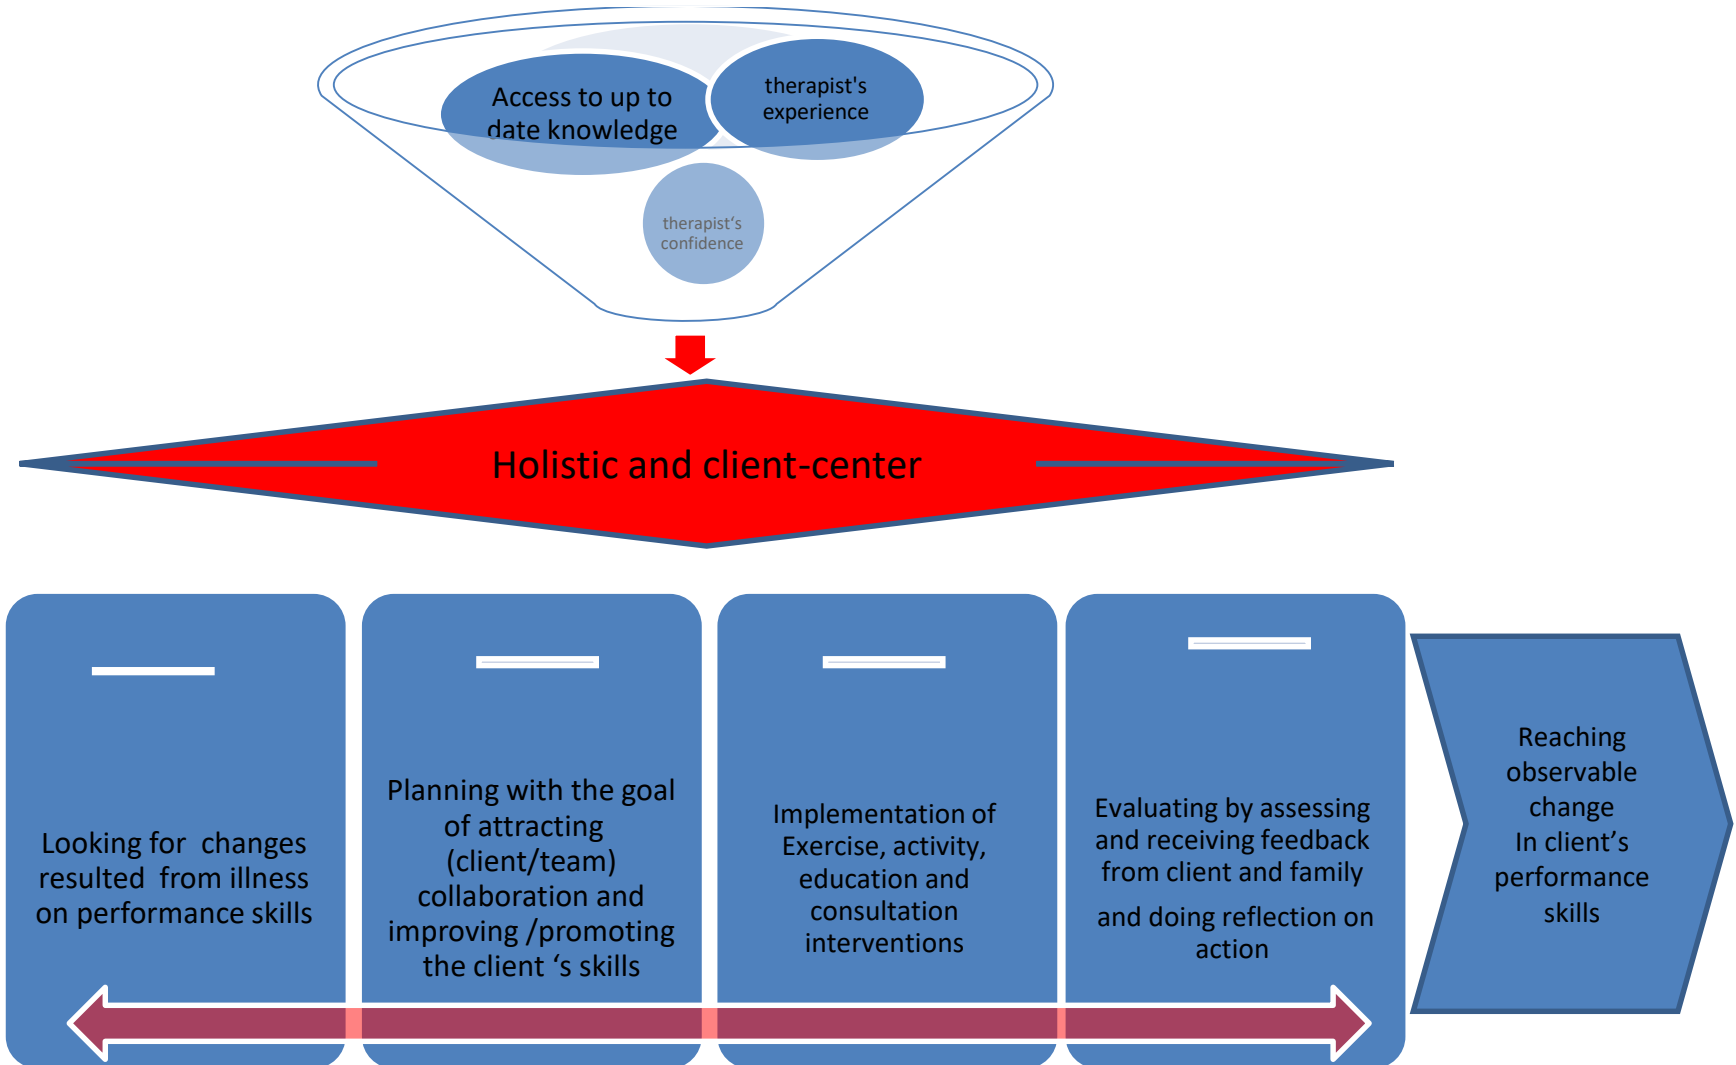 Access to up to
date knowledge
therapist's
experience
therapist‘s
confidence
Holistic and client-center
Looking for changes
resulted from illness
on performance skills
Planning with the goal
of attracting
(client/team)
collaboration and
improving /promoting
the client ‘s skills
Implementation of
Exercise, activity,
education and
consultation
interventions
Evaluating by assessing
and receiving feedback
from client and family
and doing reflection on
action
Reaching
observable
change
In client’s
performance
skills